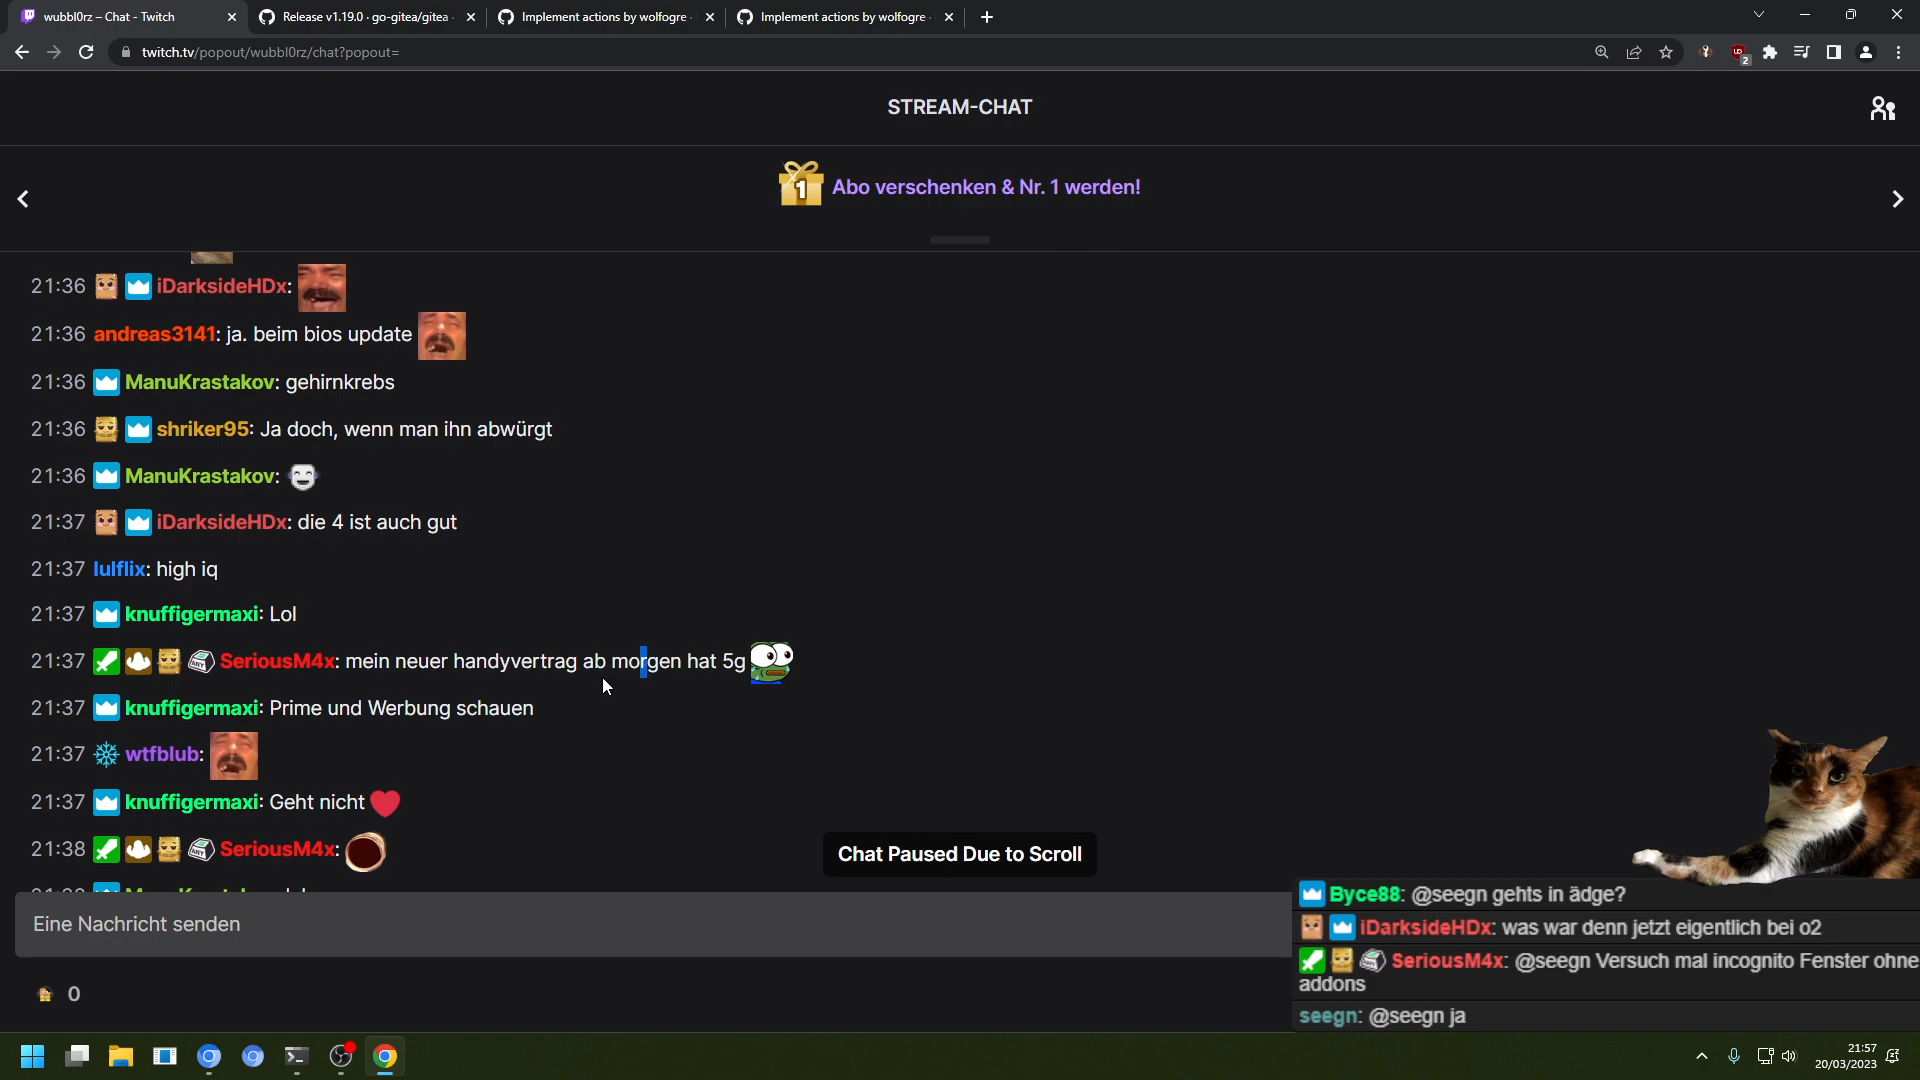 wubbl0rz – Chat - Twitch
Release v1.19.0 · go-gitea/gitea
Implement actions by wolfogre ·
Implement actions by wolfogre ·
twitch.tv/popout/wubbl0rz/chat?popout=
2
STREAM-CHAT
1 Abo verschenken & Nr. 1 werden!
21:36 iDarksideHDx:
21:36 andreas3141: ja. beim bios update
21:36 ManuKrastakov: gehirnkrebs
21:36 shriker95: Ja doch, wenn man ihn abwürgt
21:36 ManuKrastakov:
21:37 iDarksideHDx: die 4 ist auch gut
21:37 lulflix: high iq
21:37 knuffigermaxi: Lol
21:37 ANY SeriousM4x: mein neuer handyvertrag ab morgen hat 5g
21:37 knuffigermaxi: Prime und Werbung schauen
21:37 wtfblub:
21:37 knuffigermaxi: Geht nicht
21:38 ANY SeriousM4x:
Chat Paused Due to Scroll
Eine Nachricht senden
0
Byce88: @seegn gehts in ädge?
iDarksideHDx: was war denn jetzt eigentlich bei o2
SeriousM4x: @seegn Versuch mal incognito Fenster ohne
addons
seegn: @seegn ja
21:57
20/03/2023